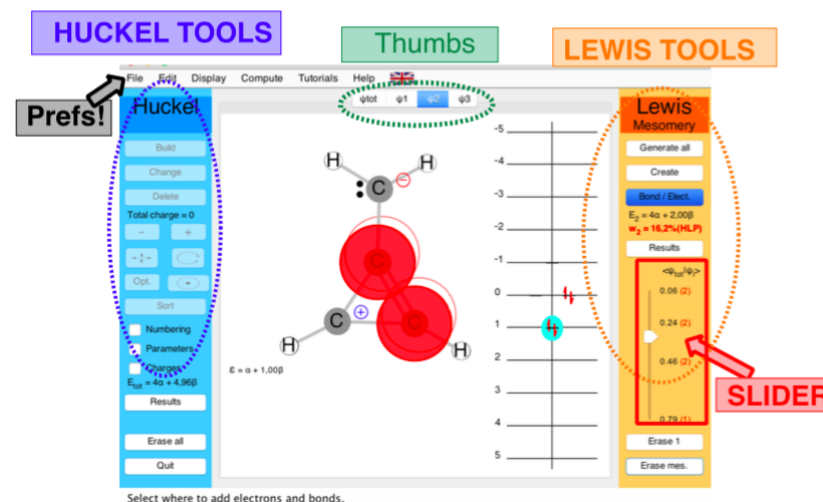 HUCKEL TOOLS
Thumbs
LEWIS TOOLS
File Edit Display Compute Tutorials Help
Prefs!
Huckel
ψtot ψ1 ψ2 ψ3
Lewis
Mesomery
Build
Change
Delete
Total charge = 0
- +
Opt.
Sort
Numbering
Parameters
Charges
E_tot = 4α + 4,96β
Results
Erase all
Quit
H H
C
C
C C
H H
ε = α + 1,00β
-5
-4
-3
-2
-1
0
1
2
3
4
5
Generate all
Create
Bond / Elect.
E₂ = 4α + 2,00β
w₂ = 16,2%(HLP)
Results
<ψtot|ψi>
0.06 (2)
0.24 (2)
0.46 (2)
0.79 (1)
SLIDER
Erase 1
Erase mes.
Select where to add electrons and bonds.